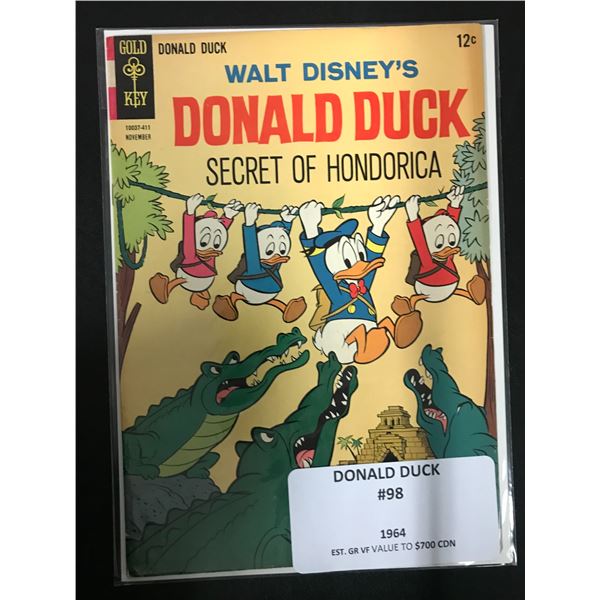 GOLD
KEY
DONALD DUCK
12c
10037-411
NOVEMBER
WALT DISNEY'S
DONALD DUCK
SECRET OF HONDORICA
DONALD DUCK
#98
1964
EST. GR VF VALUE TO $700 CDN